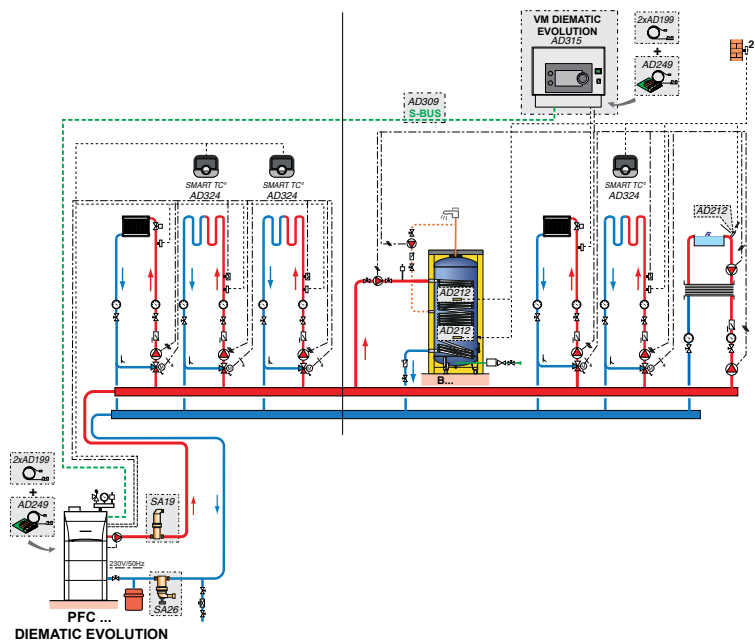 VM DIEMATIC
EVOLUTION
AD315
2xAD199
+
AD249
2
AD309
S-BUS
SMART TC°
AD324
SMART TC°
AD324
SMART TC°
AD324
AD212
AD212
AD212
B...
2xAD199
+
AD249
SA19
230V/50Hz
SA26
PFC ...
DIEMATIC EVOLUTION